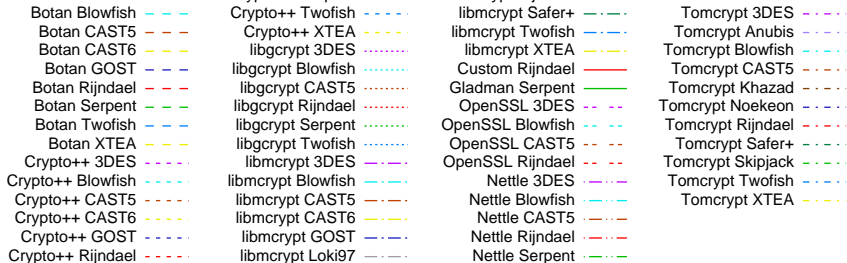 Botan Blowfish
Botan CAST5
Botan CAST6
Botan GOST
Botan Rijndael
Botan Serpent
Botan Twofish
Botan XTEA
Crypto++ 3DES
Crypto++ Blowfish
Crypto++ CAST5
Crypto++ CAST6
Crypto++ GOST
Crypto++ Rijndael
Crypto++ Twofish
Crypto++ XTEA
libgcrypt 3DES
libgcrypt Blowfish
libgcrypt CAST5
libgcrypt Rijndael
libgcrypt Serpent
libgcrypt Twofish
libmcrypt 3DES
libmcrypt Blowfish
libmcrypt CAST5
libmcrypt CAST6
libmcrypt GOST
libmcrypt Loki97
libmcrypt Safer+
libmcrypt Twofish
libmcrypt XTEA
Custom Rijndael
Gladman Serpent
OpenSSL 3DES
OpenSSL Blowfish
OpenSSL CAST5
OpenSSL Rijndael
Nettle 3DES
Nettle Blowfish
Nettle CAST5
Nettle Rijndael
Nettle Serpent
Tomcrypt 3DES
Tomcrypt Anubis
Tomcrypt Blowfish
Tomcrypt CAST5
Tomcrypt Khazad
Tomcrypt Noekeon
Tomcrypt Rijndael
Tomcrypt Safer+
Tomcrypt Skipjack
Tomcrypt Twofish
Tomcrypt XTEA